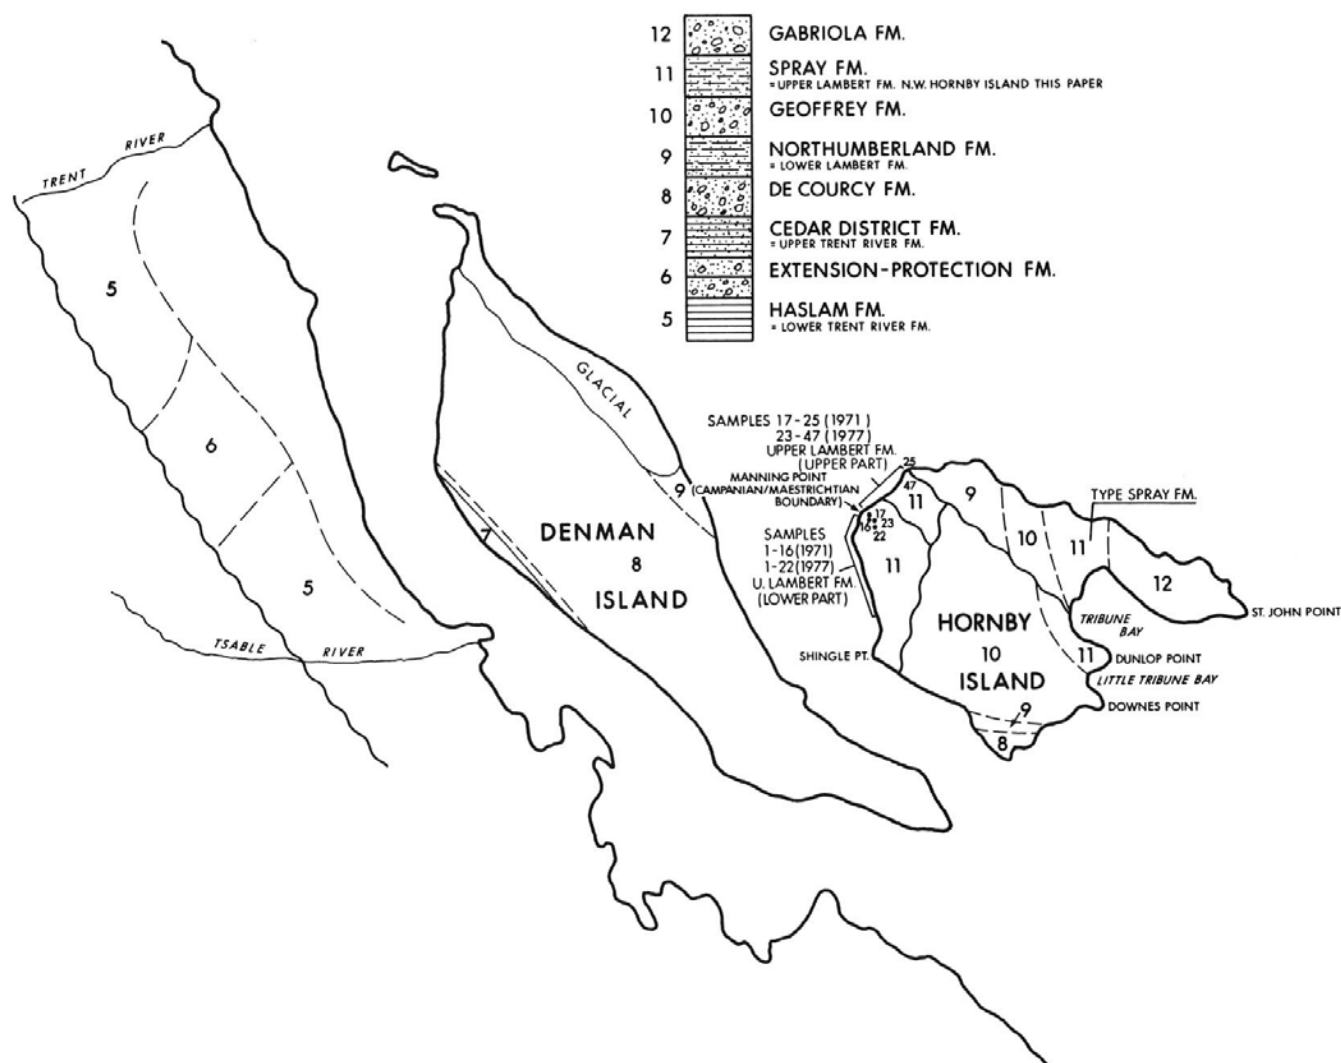 12 GABRIOLA FM.
11 SPRAY FM.
= UPPER LAMBERT FM. N.W. HORNBY ISLAND THIS PAPER
10 GEOFFREY FM.
9 NORTHUMBERLAND FM.
= LOWER LAMBERT FM.
8 DE COURCY FM.
7 CEDAR DISTRICT FM.
= UPPER TRENT RIVER FM.
6 EXTENSION-PROTECTION FM.
5 HASLAM FM.
= LOWER TRENT RIVER FM.
TRENT RIVER
5
6
5
TSABLE RIVER
GLACIAL
9
7
DENMAN
8
ISLAND
SAMPLES 17-25 (1971)
23-47 (1977)
UPPER LAMBERT FM.
(UPPER PART)
MANNING POINT
(CAMPANIAN/MAESTRICHTIAN
BOUNDARY)
SAMPLES
1-16 (1971)
1-22 (1977)
U. LAMBERT FM.
(LOWER PART)
25
47
17
16
23
22
11
9
10
11
12
11
TYPE SPRAY FM.
ST. JOHN POINT
TRIBUNE
BAY
HORNBY
10
ISLAND
11
DUNLOP POINT
LITTLE TRIBUNE BAY
DOWNES POINT
SHINGLE PT.
9
8